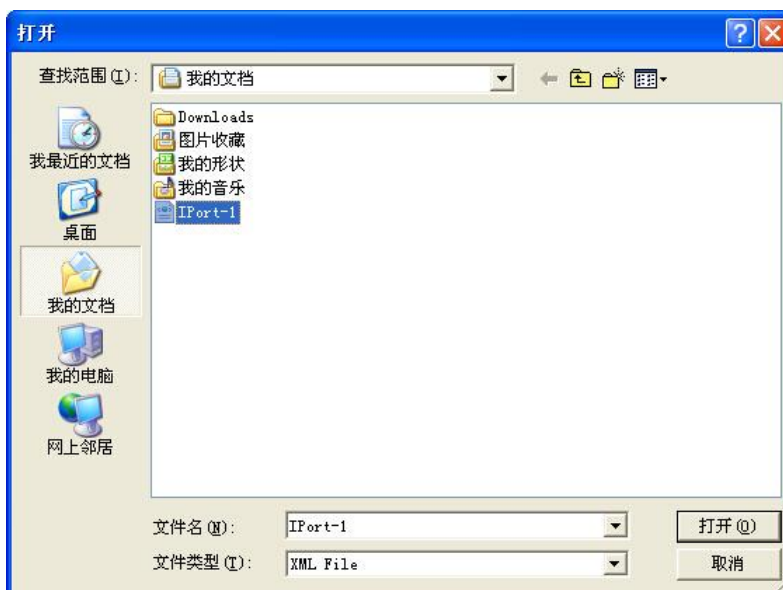 打开
查找范围(I):
我的文档
我最近的文档
桌面
我的文档
我的电脑
网上邻居
Downloads
图片收藏
我的形状
我的音乐
IPort-1
文件名(N):
IPort-1
打开(O)
文件类型(T):
XML File
取消